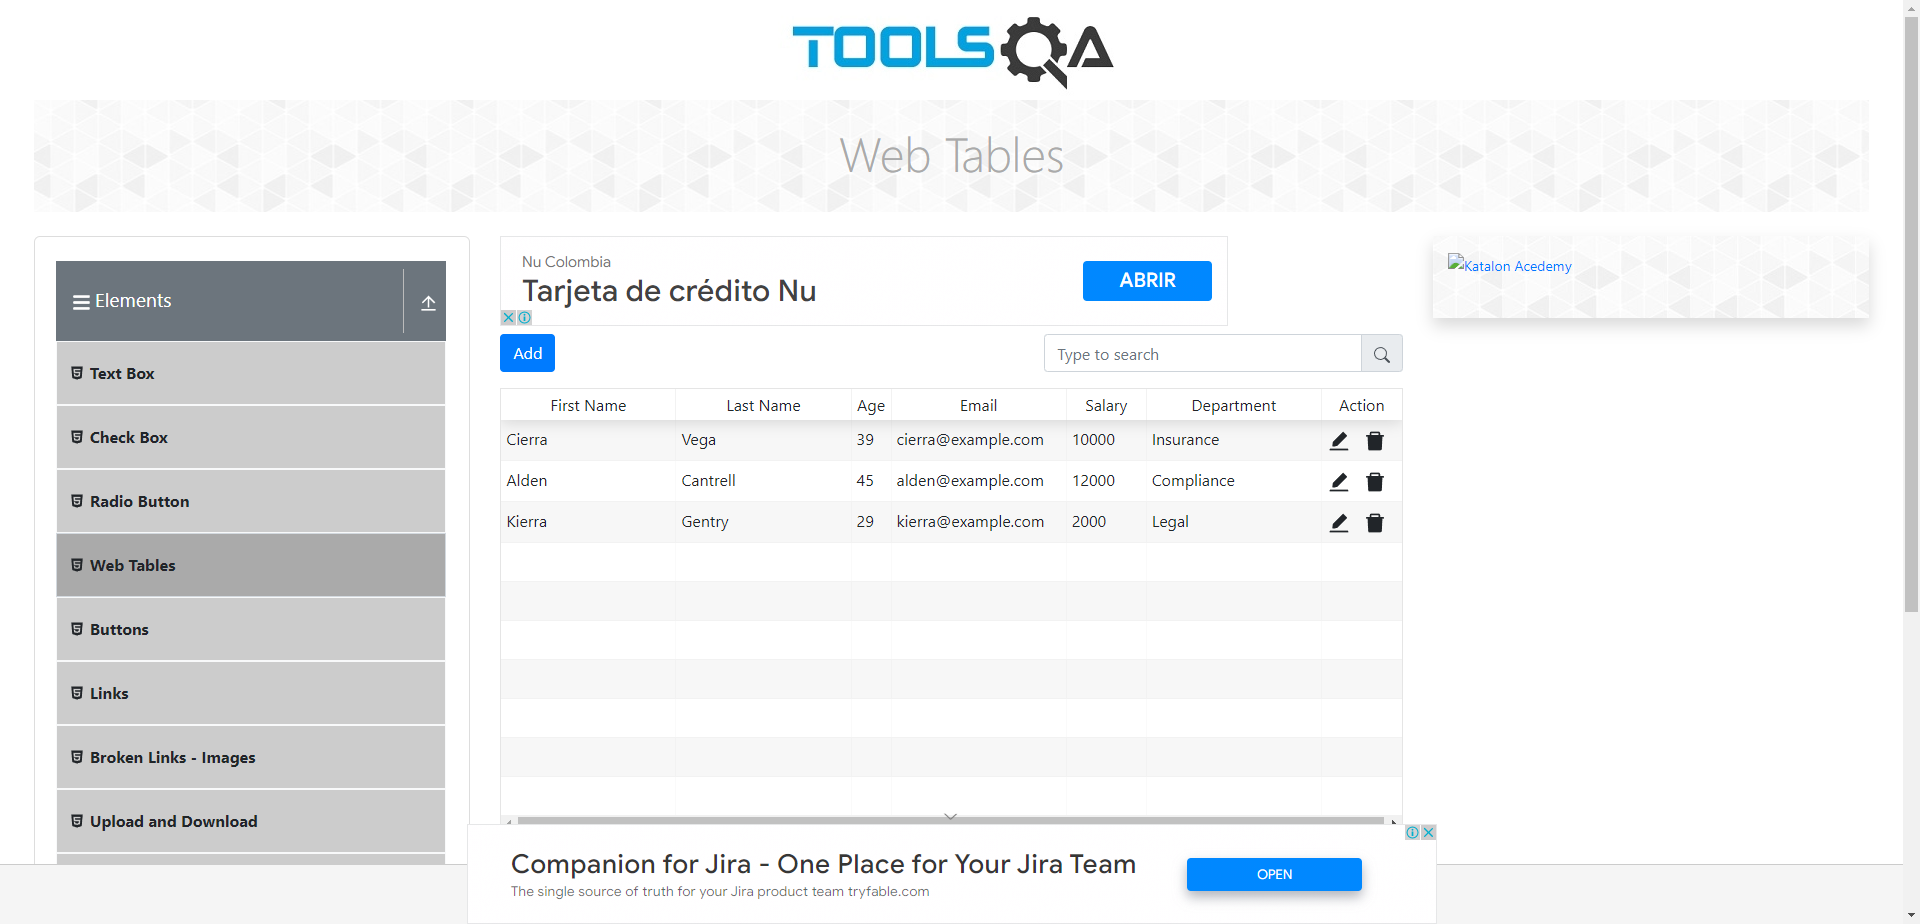 TOOLSQA
Web Tables
Elements
Text Box
Check Box
Radio Button
Web Tables
Buttons
Links
Broken Links - Images
Upload and Download
Nu Colombia
Tarjeta de crédito Nu
ABRIR
Add
Type to search
First Name Last Name Age Email Salary Department Action
Cierra Vega 39 cierra@example.com 10000 Insurance
Alden Cantrell 45 alden@example.com 12000 Compliance
Kierra Gentry 29 kierra@example.com 2000 Legal
Katalon Acedemy
Companion for Jira - One Place for Your Jira Team
The single source of truth for your Jira product team tryfable.com
OPEN